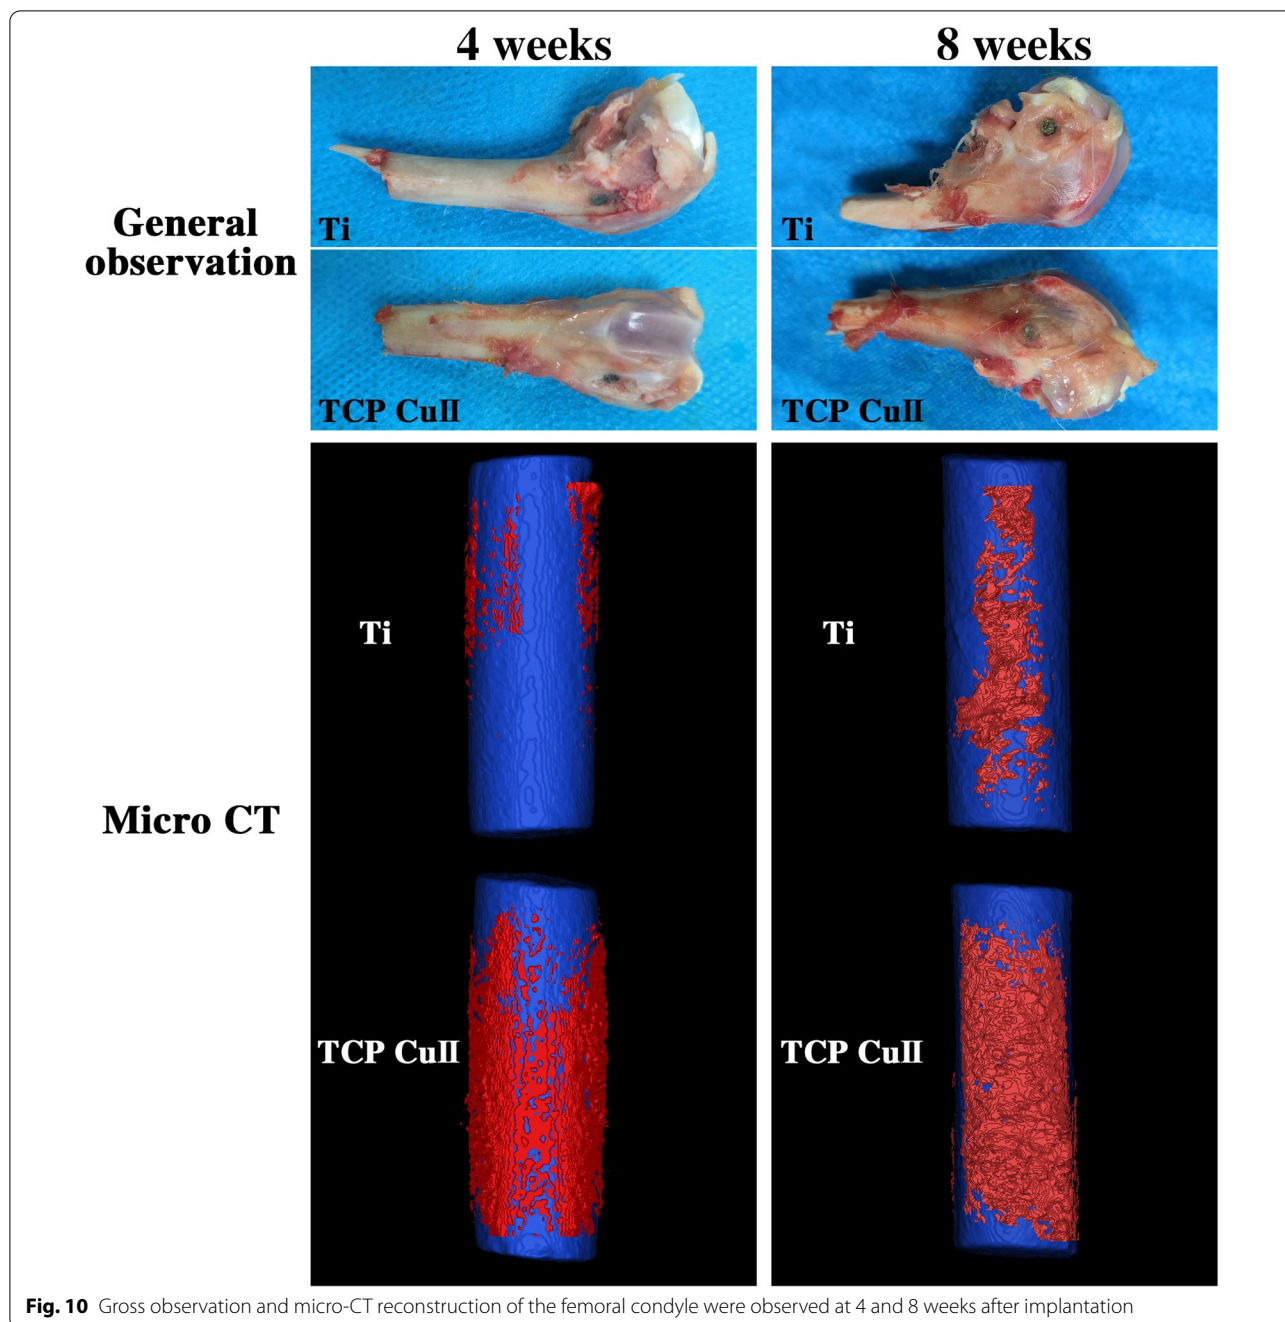 4 weeks
8 weeks
General
observation
Ti
Ti
TCP CuII
TCP CuII
Micro CT
Ti
Ti
TCP CuII
TCP CuII
Fig. 10 Gross observation and micro-CT reconstruction of the femoral condyle were observed at 4 and 8 weeks after implantation